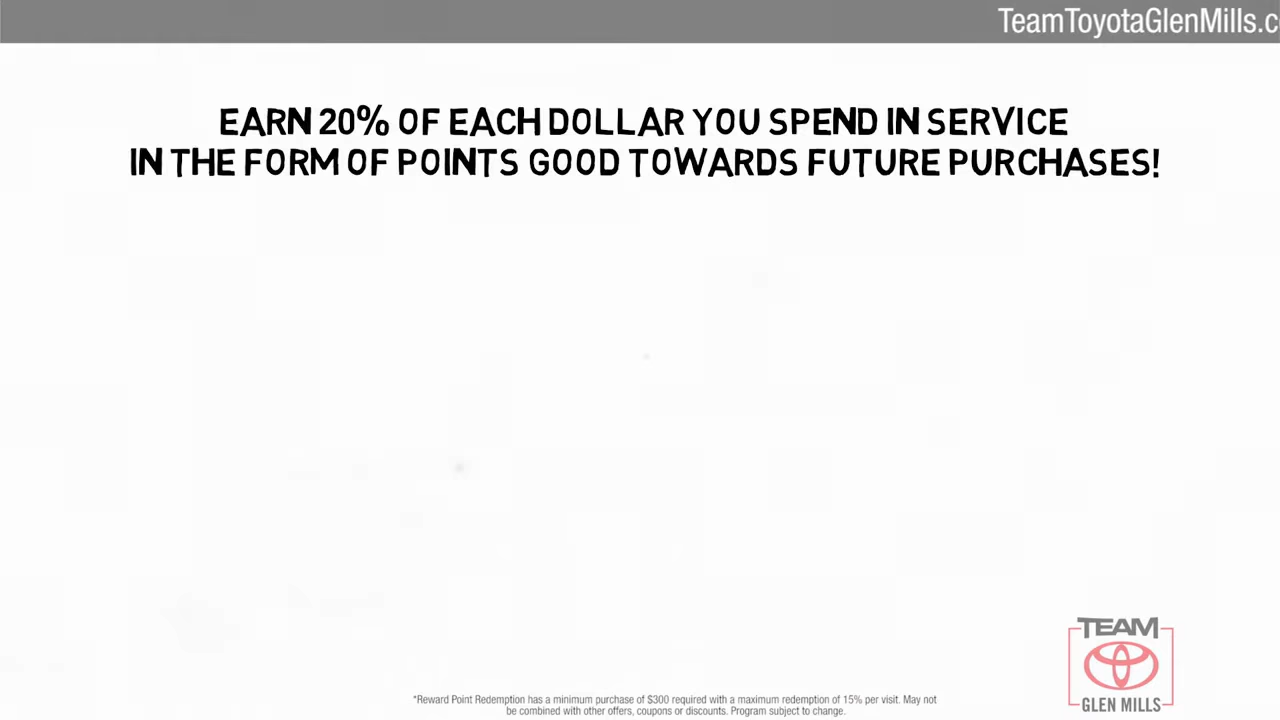 TeamToyotaGlenMills.c
EARN 20% OF EACH DOLLAR YOU SPEND IN SERVICE
IN THE FORM OF POINTS GOOD TOWARDS FUTURE PURCHASES!
TEAM
GLEN MILLS
*Reward Point Redemption has a minimum purchase of $300 required with a maximum redemption of 15% per visit. May not
be combined with other offers, coupons or discounts. Program subject to change.